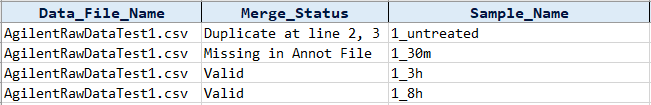 Data_File_Name Merge_Status Sample_Name
AgilentRawDataTest1.csv Duplicate at line 2, 3 1_untreated
AgilentRawDataTest1.csv Missing in Annot File 1_30m
AgilentRawDataTest1.csv Valid 1_3h
AgilentRawDataTest1.csv Valid 1_8h